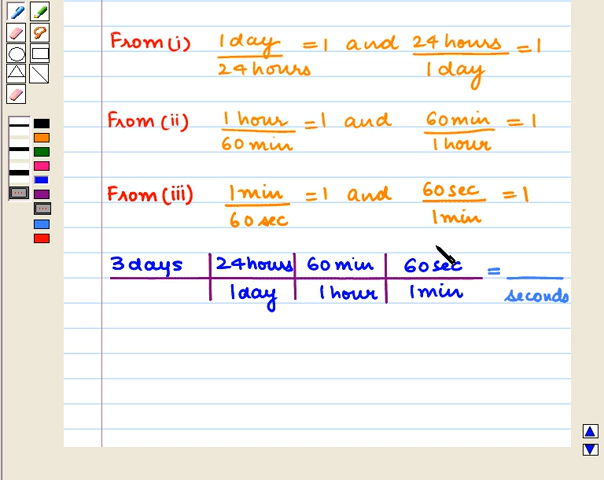 From (i) 1 day / 24 hours = 1 and 24 hours / 1 day = 1
From (ii) 1 hour / 60 min = 1 and 60 min / 1 hour = 1
From (iii) 1 min / 60 sec = 1 and 60 sec / 1 min = 1
3 days | 24 hours | 60 min | 60 sec = ____
1 day | 1 hour | 1 min seconds